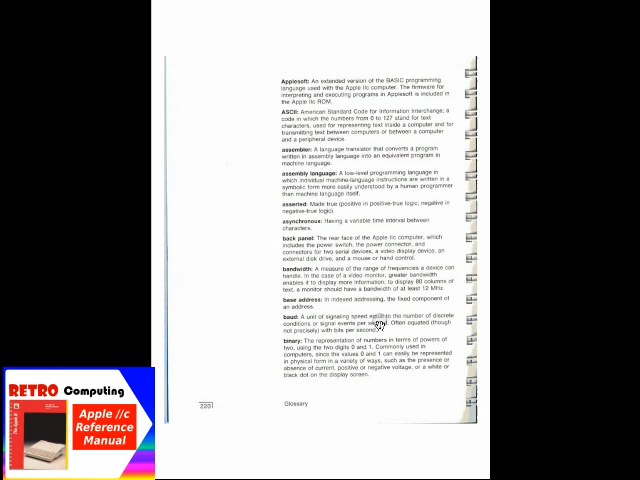 Applesoft: An extended version of the BASIC programming
language used with the Apple IIc computer. The firmware for
interpreting and executing programs in Applesoft is included in
the Apple IIc ROM.
ASCII: American Standard Code for Information Interchange; a
code in which the numbers from 0 to 127 stand for text
characters, used for representing text inside a computer and for
transmitting text between computers or between a computer
and a peripheral device.
assembler: A language translator that converts a program
written in assembly language into an equivalent program in
machine language.
assembly language: A low-level programming language in
which individual machine-language instructions are written in a
symbolic form more easily understood by a human programmer
than machine language itself.
asserted: Made true (positive in positive-true logic; negative in
negative-true logic).
asynchronous: Having a variable time interval between
characters.
back panel: The rear face of the Apple IIc computer, which
includes the power switch, the power connector, and
connectors for two serial devices, a video display device, an
external disk drive, and a mouse or hand control.
bandwidth: A measure of the range of frequencies a device can
handle. In the case of a video monitor, greater bandwidth
enables it to display more information; to display 80 columns of
text, a monitor should have a bandwidth of at least 12 MHz.
base address: In indexed addressing, the fixed component of
an address.
baud: A unit of signaling speed equal to the number of discrete
conditions or signal events per second. Often equated (though
not precisely) with bits per second.
binary: The representation of numbers in terms of powers of
two, using the two digits 0 and 1. Commonly used in
computers, since the values 0 and 1 can easily be represented
in physical form in a variety of ways, such as the presence or
absence of current, positive or negative voltage, or a white or
black dot on the display screen.
220
Glossary
RETRO Computing
Apple //c
Reference
Manual